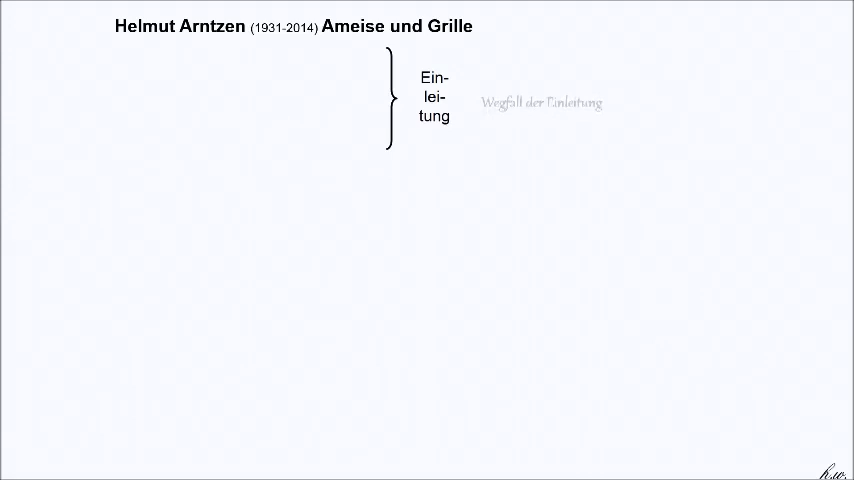 Helmut Arntzen (1931-2014) Ameise und Grille
Ein-
lei-
tung
Wegfall der Einleitung
h.w.